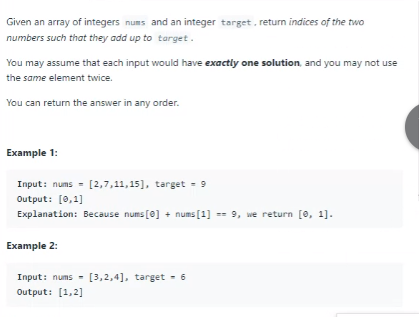 Given an array of integers nums and an integer target, return indices of the two
numbers such that they add up to target.
You may assume that each input would have exactly one solution, and you may not use
the same element twice.
You can return the answer in any order.
Example 1:
Input: nums = [2,7,11,15], target = 9
Output: [0,1]
Explanation: Because nums[0] + nums[1] == 9, we return [0, 1].
Example 2:
Input: nums = [3,2,4], target = 6
Output: [1,2]